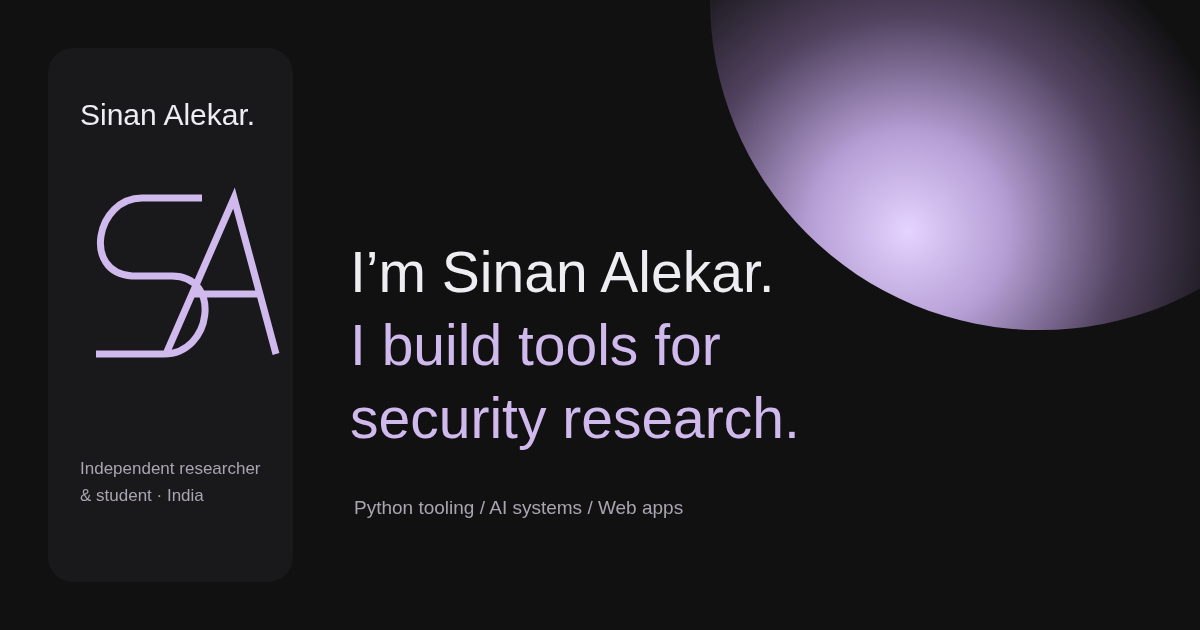 Sinan Alekar.
SA
Independent researcher
& student · India
I’m Sinan Alekar.
I build tools for
security research.
Python tooling / AI systems / Web apps